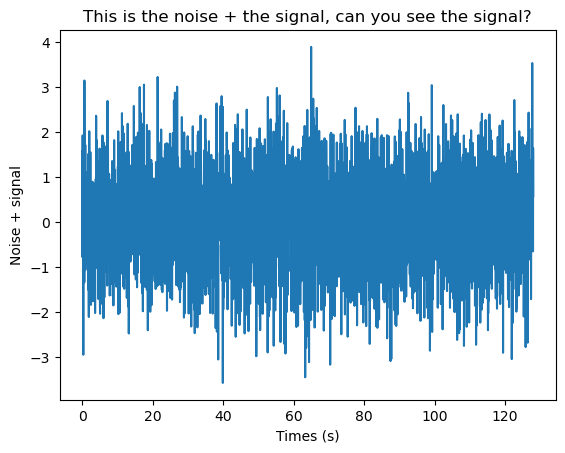 This is the noise + the signal, can you see the signal?
4
3
2
1
0
−1
−2
−3
Noise + signal
0 20 40 60 80 100 120
Times (s)